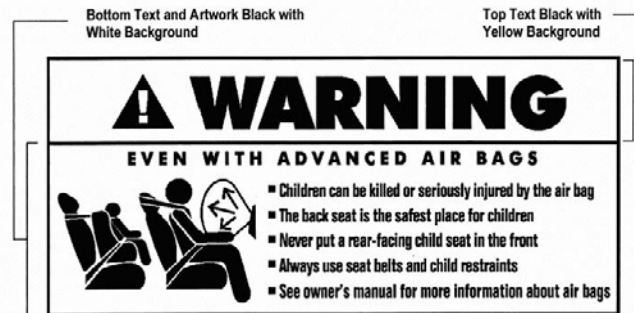 Bottom Text and Artwork Black with
White Background
Top Text Black with
Yellow Background
WARNING
EVEN WITH ADVANCED AIR BAGS
▪ Children can be killed or seriously injured by the air bag
▪ The back seat is the safest place for children
▪ Never put a rear-facing child seat in the front
▪ Always use seat belts and child restraints
▪ See owner's manual for more information about air bags